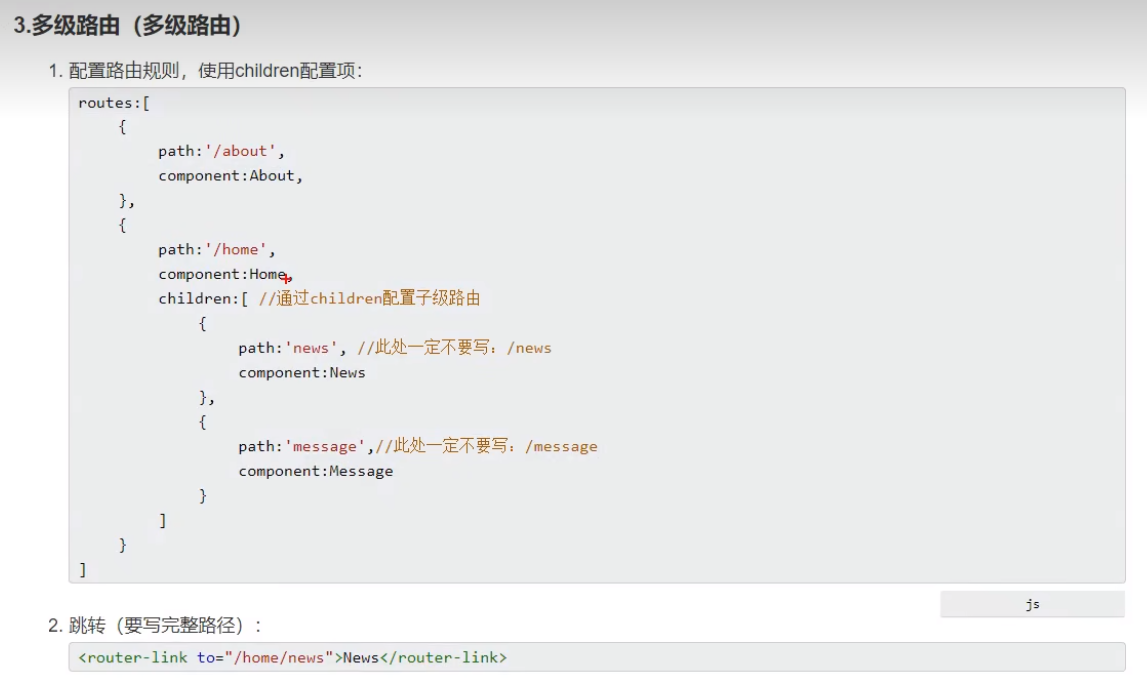 3.多级路由（多级路由）
1. 配置路由规则，使用children配置项：
routes:[
{
path:'/about',
component:About,
},
{
path:'/home',
component:Home,
children:[ //通过children配置子级路由
{
path:'news', //此处一定不要写：/news
component:News
},
{
path:'message',//此处一定不要写：/message
component:Message
}
]
}
]
js
2. 跳转（要写完整路径）：
<router-link to="/home/news">News</router-link>